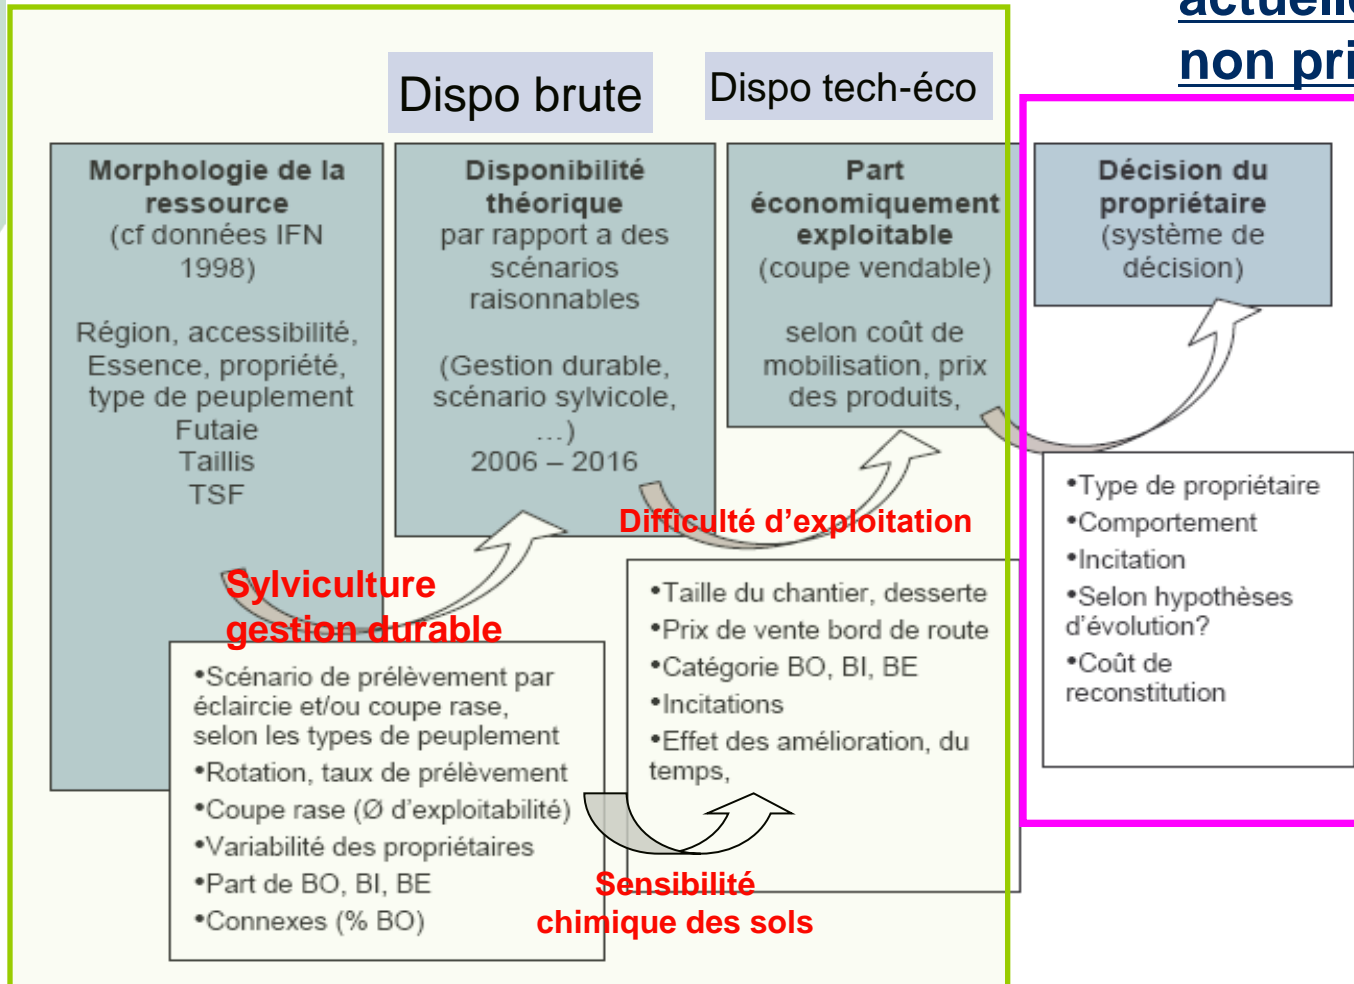 actuelle
non pri
Dispo brute
Dispo tech-éco
Morphologie de la
ressource
(cf données IFN
1998)
Région, accessibilité,
Essence, propriété,
type de peuplement
Futaie
Taillis
TSF
Disponibilité
théorique
par rapport a des
scénarios
raisonnables
(Gestion durable,
scénario sylvicole,
…)
2006 – 2016
Part
économiquement
exploitable
(coupe vendable)
selon coût de
mobilisation, prix
des produits,
Décision du
propriétaire
(système de
décision)
Sylviculture
gestion durable
Difficulté d’exploitation
•Scénario de prélèvement par
éclaircie et/ou coupe rase,
selon les types de peuplement
•Rotation, taux de prélèvement
•Coupe rase (Ø d’exploitabilité)
•Variabilité des propriétaires
•Part de BO, BI, BE
•Connexes (% BO)
•Taille du chantier, desserte
•Prix de vente bord de route
•Catégorie BO, BI, BE
•Incitations
•Effet des amélioration, du
temps,
Sensibilité
chimique des sols
•Type de propriétaire
•Comportement
•Incitation
•Selon hypothèses
d’évolution?
•Coût de
reconstitution